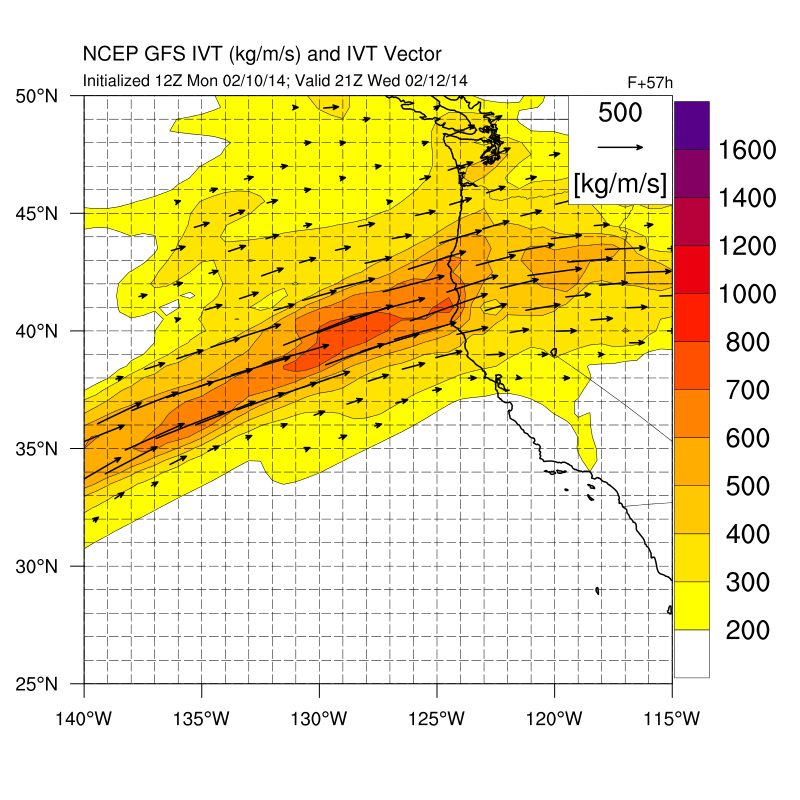 NCEP GFS IVT (kg/m/s) and IVT Vector
Initialized 12Z Mon 02/10/14; Valid 21Z Wed 02/12/14
F+57h
50°N
45°N
40°N
35°N
30°N
25°N
140°W
135°W
130°W
125°W
120°W
115°W
500
[kg/m/s]
1600
1400
1200
1000
800
700
600
500
400
300
200